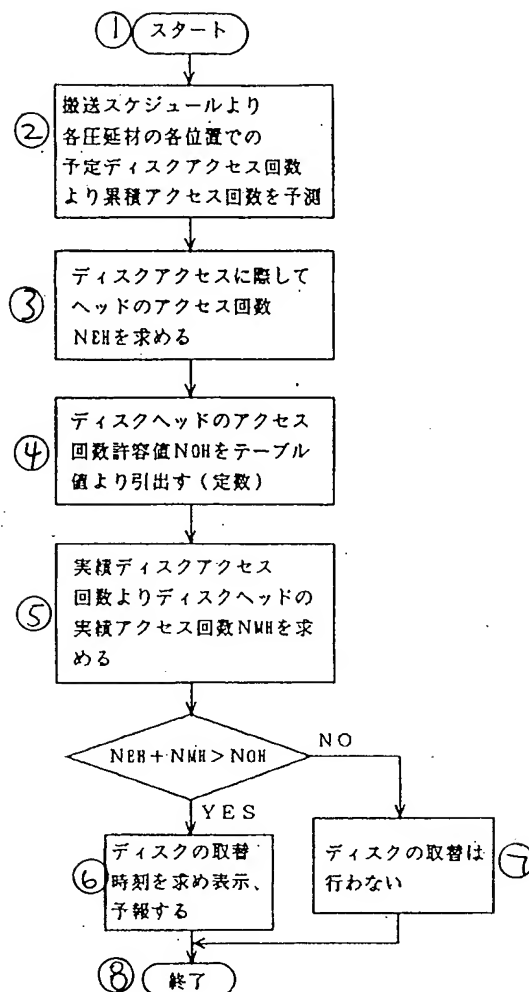 ① スタート
②
搬送スケジュールより
各圧延材の各位置での
予定ディスクアクセス回数
より累積アクセス回数を予測
③
ディスクアクセスに際して
ヘッドのアクセス回数
NEHを求める
④
ディスクヘッドのアクセス
回数許容値NOHをテーブル
値より引出す(定数)
⑤
実績ディスクアクセス
回数よりディスクヘッドの
実績アクセス回数NMHを求
める
NEH+NMH>NOH
NO
YES
⑥
ディスクの取替
時刻を求め表示、
予報する
ディスクの取替は
行わない
⑦
⑧ 終了